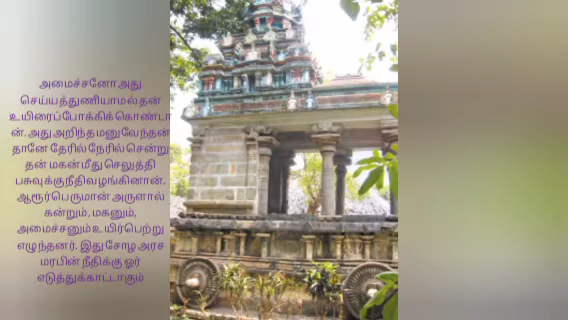 அமைச்சனோ அது
செய்யத்துணியாமல் தன்
உயிரைப்போக்கிக்கொண்டா
ன். அது அறிந்த மனுவேந்தன்
தானே தேரில் நேரில் சென்று
தன் மகன் மீது செலுத்தி
பசுவுக்கு நீதிவழங்கினான்.
ஆரூர்பெருமான் அருளால்
கன்றும், மகனும்,
அமைச்சனும் உயிர்பெற்று
எழுந்தனர். இது சோழ அரச
மரபின் நீதிக்கு ஓர்
எடுத்துக்காட்டாகும்